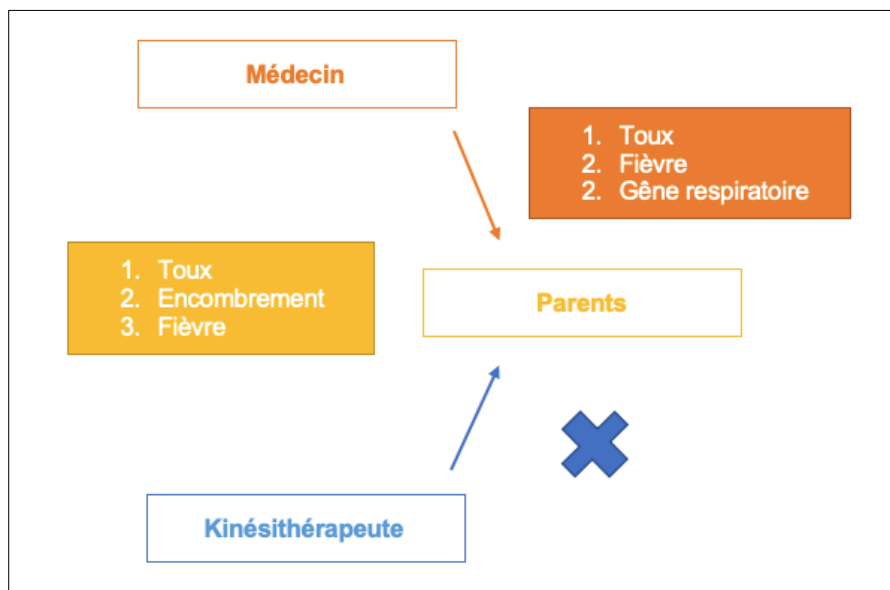 Médecin
1. Toux
2. Fièvre
2. Gêne respiratoire
1. Toux
2. Encombrement
3. Fièvre
Parents
Kinésithérapeute